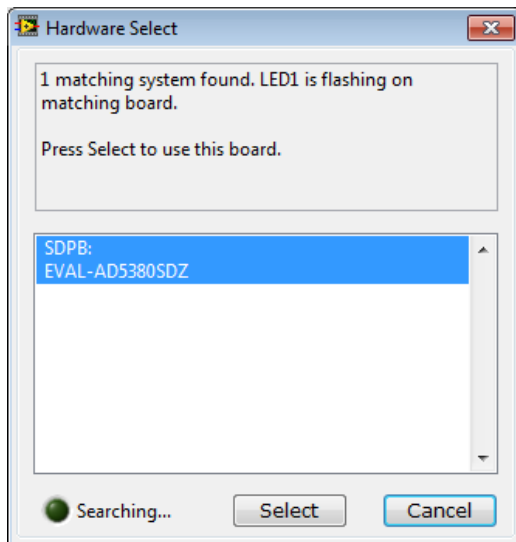 Hardware Select
1 matching system found. LED1 is flashing on
matching board.
Press Select to use this board.
SDPB:
EVAL-AD5380SDZ
Searching...
Select
Cancel